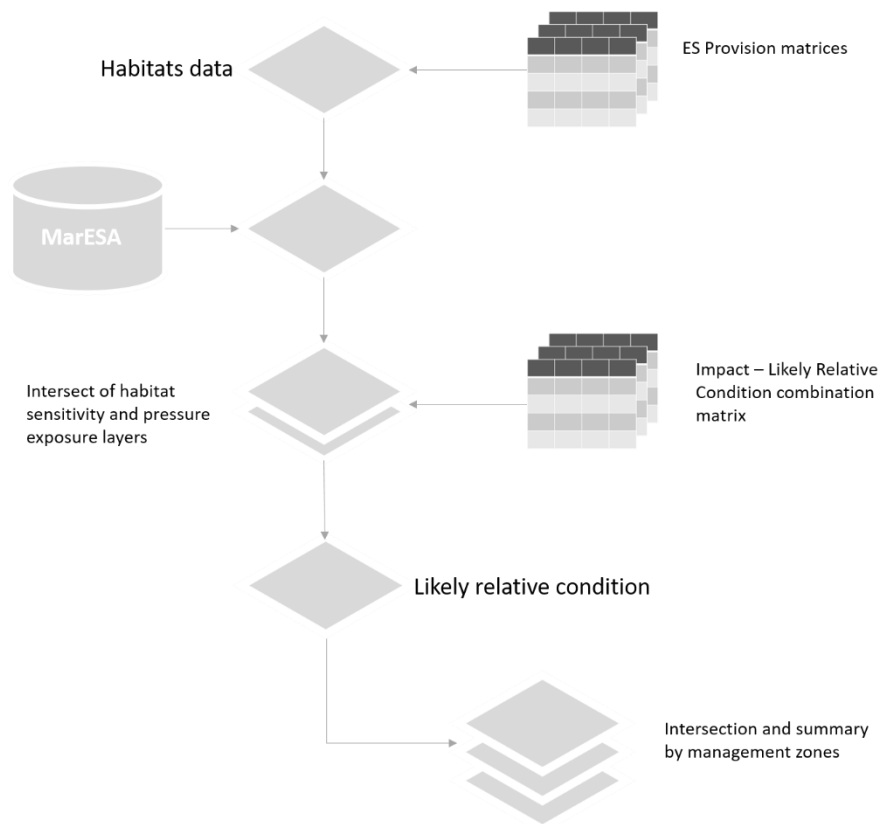 ES Provision matrices
Habitats data
MarESA
Intersect of habitat
sensitivity and pressure
exposure layers
Impact – Likely Relative
Condition combination
matrix
Likely relative condition
Intersection and summary
by management zones